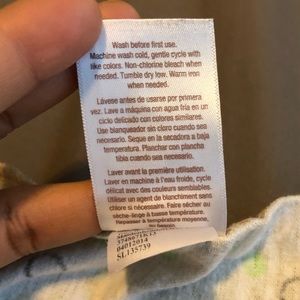 Wash before first use.
Machine wash cold, gentle cycle with
like colors. Non-chlorine bleach when
needed. Tumble dry low. Warm iron
when needed.
Lávese antes de usarse por primera
vez. Lave a máquina con agua fría en un
ciclo delicado con colores similares.
Use blanqueador sin cloro cuando sea
necesario. Seque en la secadora a baja
temperatura. Planchar con plancha
tibia cuando sea necesario.
Laver avant la première utilisation.
Laver en machine à l'eau froide, cycle
délicat avec des couleurs semblables.
Utiliser un agent de blanchiment sans
chlore si nécessaire. Faire sécher au
sèche-linge à basse température.
Repasser à température moyenne,
au besoin.
04012014
SL135739